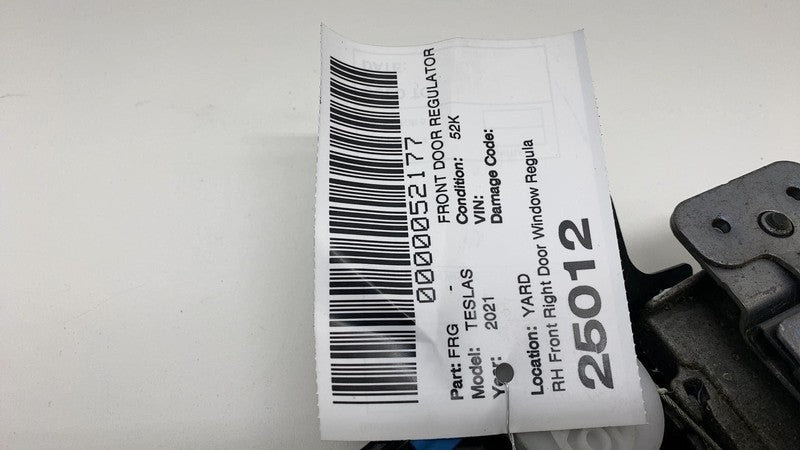 0000052177
FRONT DOOR REGULATOR
Part: FRG - Condition: 52K
Model: TESLAS VIN:
Year: 2021 Damage Code:
Location: YARD
RH Front Right Door Window Regula
25012